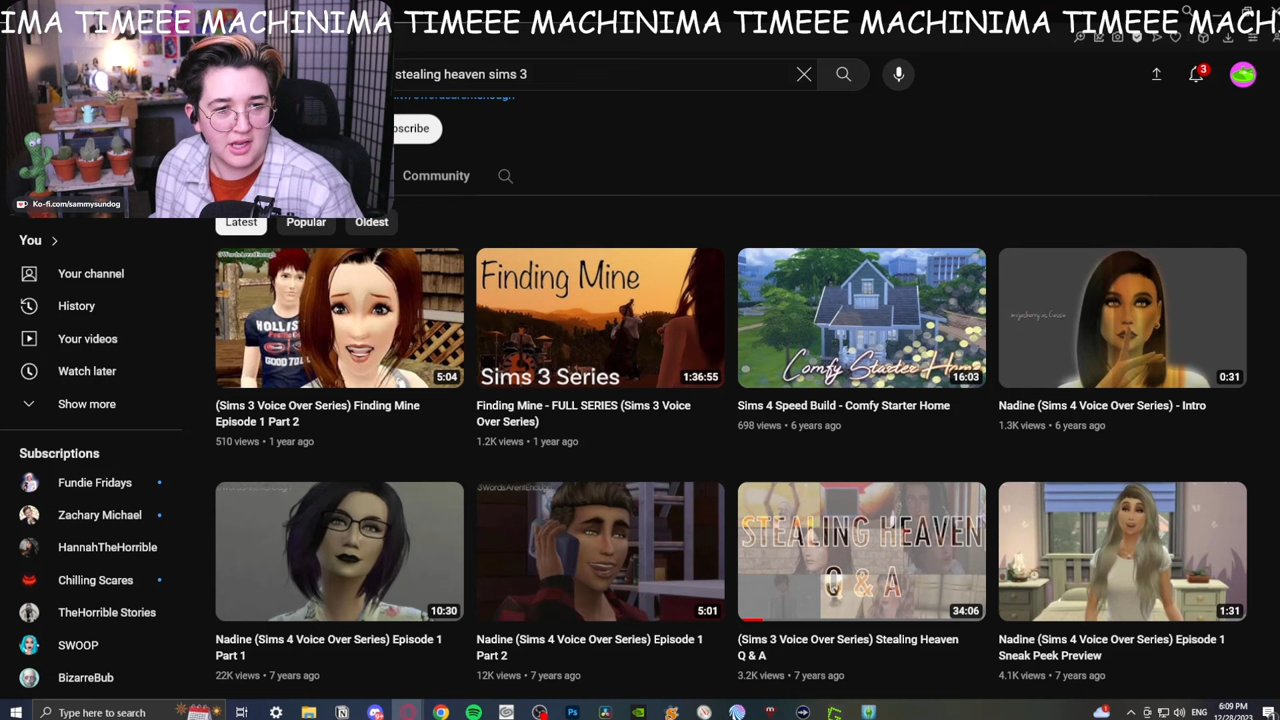 IMA TIMEEE MACHINIMA TIMEEE MACHINIMA TIMEEE MACHINIMA TIMEEE MACH
stealing heaven sims 3
3
Ko-fi.com/sammysundog
Community
Latest
Popular
Oldest
You
Your channel
History
Your videos
Watch later
Show more
Subscriptions
Fundie Fridays
Zachary Michael
HannahTheHorrible
Chilling Scares
TheHorrible Stories
SWOOP
BizarreBub
3WordsArentEnough
HOLLIS
GOOD TO
5:04
(Sims 3 Voice Over Series) Finding Mine
Episode 1 Part 2
510 views • 1 year ago
Finding Mine
Sims 3 Series
1:36:55
Finding Mine - FULL SERIES (Sims 3 Voice
Over Series)
1.2K views • 1 year ago
Comfy Starter Home
16:03
Sims 4 Speed Build - Comfy Starter Home
698 views • 6 years ago
0:31
Nadine (Sims 4 Voice Over Series) - Intro
1.3K views • 6 years ago
10:30
Nadine (Sims 4 Voice Over Series) Episode 1
Part 1
22K views • 7 years ago
3WordsArentEnough
5:01
Nadine (Sims 4 Voice Over Series) Episode 1
Part 2
12K views • 7 years ago
STEALING HEAVEN
Q & A
34:06
(Sims 3 Voice Over Series) Stealing Heaven
Q & A
3.2K views • 7 years ago
1:31
Nadine (Sims 4 Voice Over Series) Episode 1
Sneak Peek Preview
4.1K views • 7 years ago
Type here to search
6:09 PM
12/28/2023